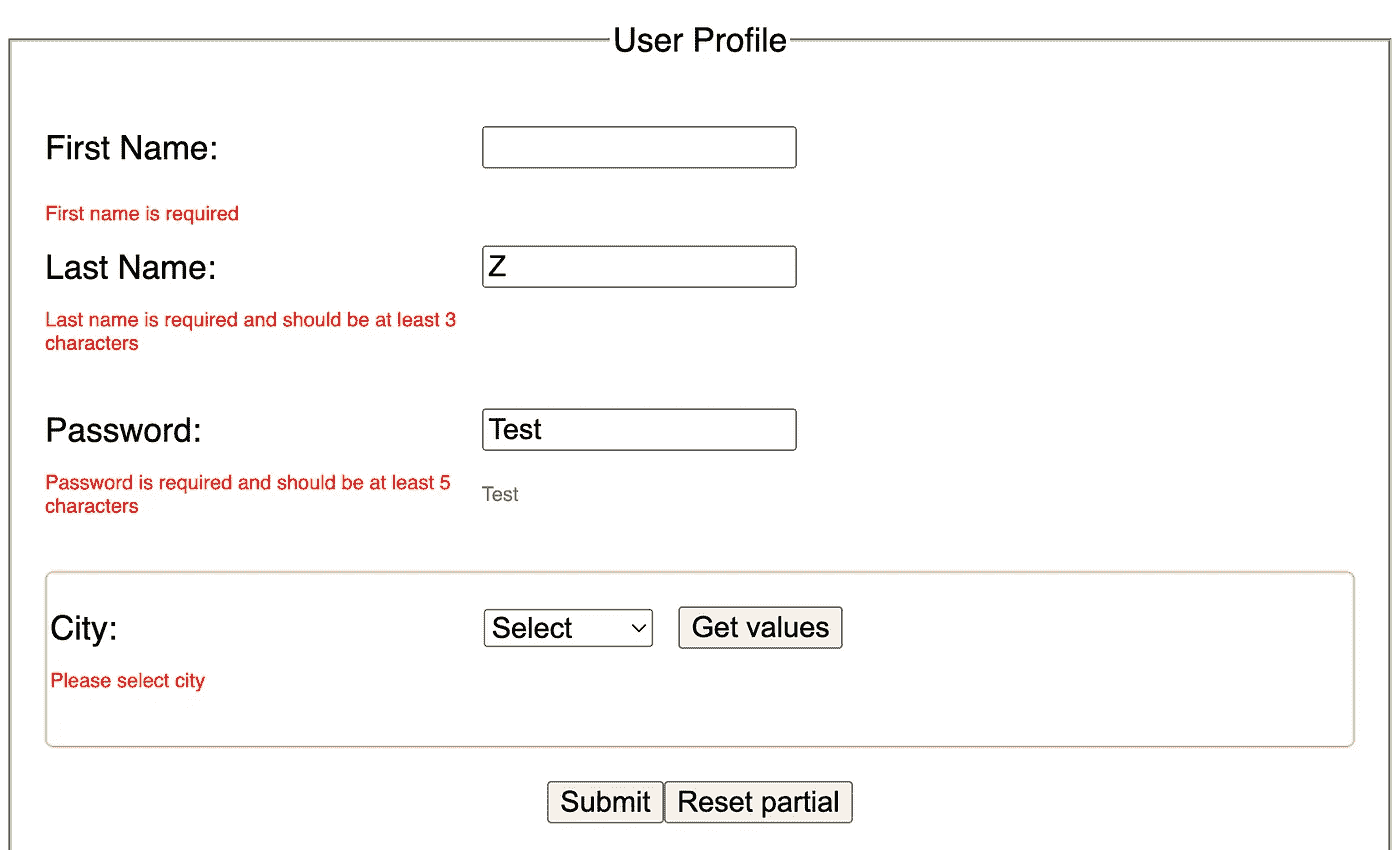 User Profile
First Name:
First name is required
Last Name:
Z
Last name is required and should be at least 3
characters
Password:
Test
Password is required and should be at least 5
characters
Test
City:
Select
Get values
Please select city
Submit
Reset partial